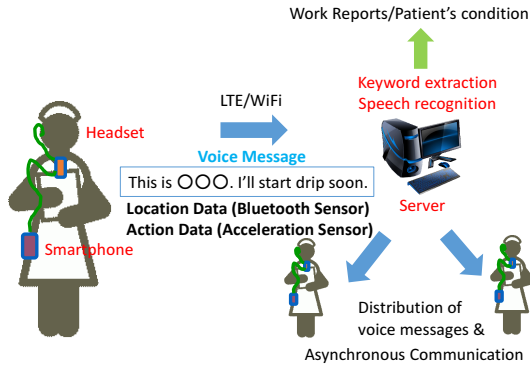 Work Reports/Patient's condition
Keyword extraction
Speech recognition
LTE/WiFi
Headset
Voice Message
This is ○○○. I'll start drip soon.
Server
Location Data (Bluetooth Sensor)
Action Data (Acceleration Sensor)
Smartphone
Distribution of
voice messages &
Asynchronous Communication